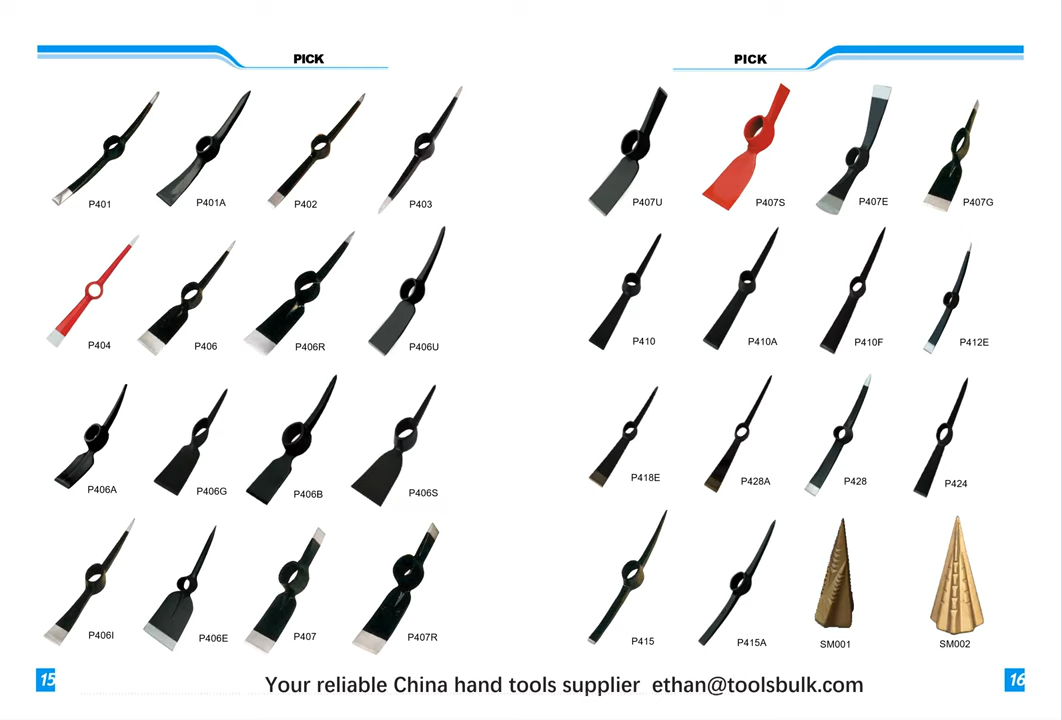 PICK
P401
P401A
P402
P403
P404
P406
P406R
P406U
P406A
P406G
P406B
P406S
P406I
P406E
P407
P407R
15
PICK
P407U
P407S
P407E
P407G
P410
P410A
P410F
P412E
P418E
P428A
P428
P424
P415
P415A
SM001
SM002
16
Your reliable China hand tools supplier ethan@toolsbulk.com